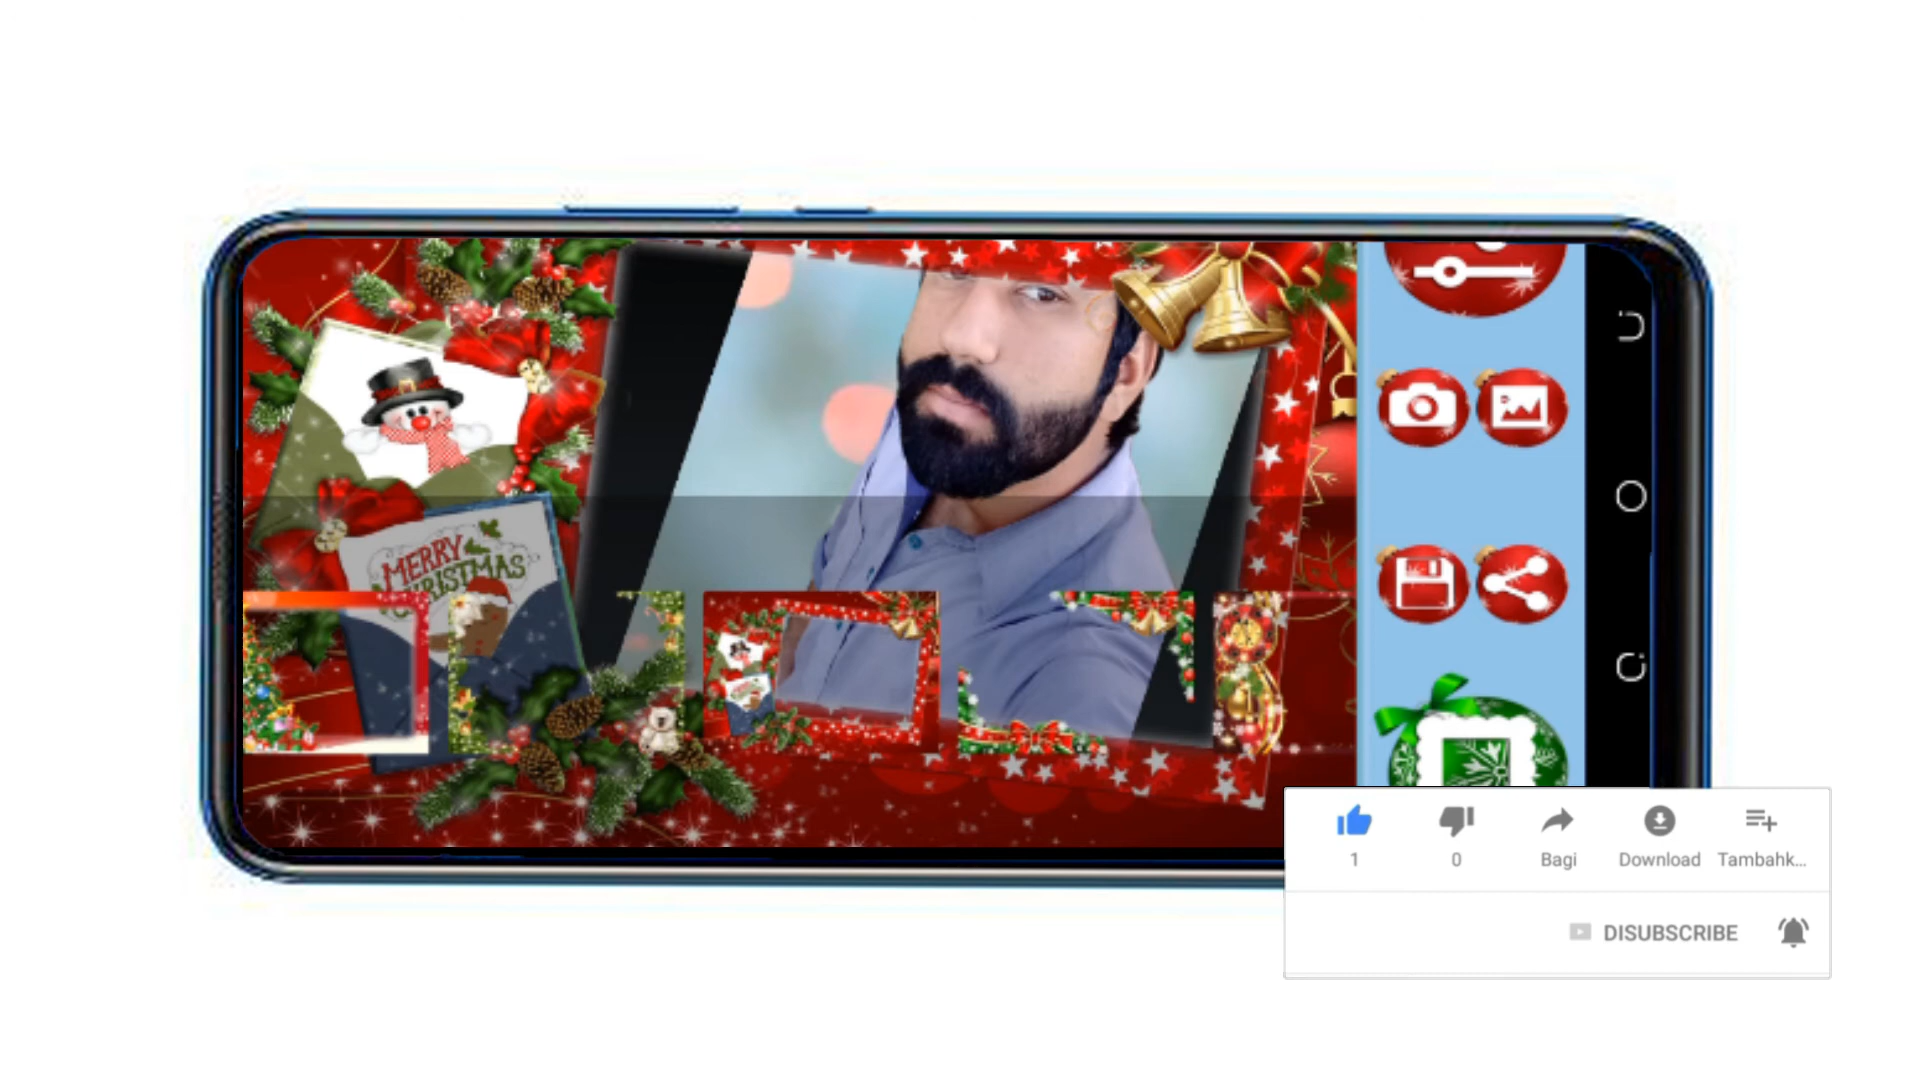 MERRY
CHRISTMAS
1
0
Bagi
Download
Tambahk...
DISUBSCRIBE